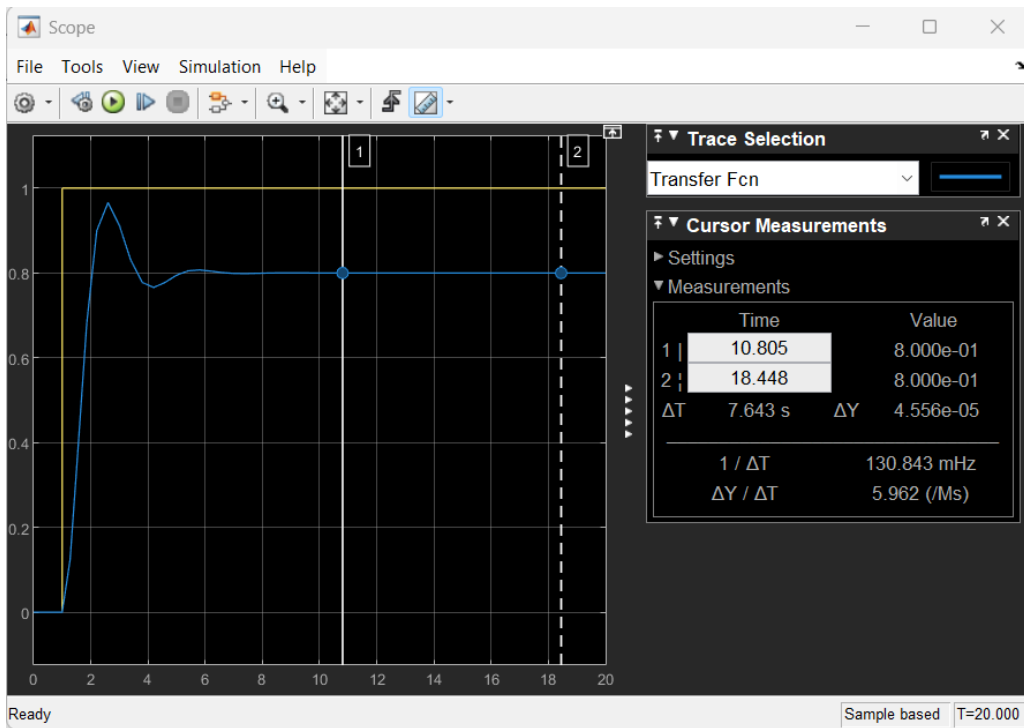 Scope
File Tools View Simulation Help
1
2
1
0.8
0.6
0.4
0.2
0
0 2 4 6 8 10 12 14 16 18 20
Trace Selection
Transfer Fcn
Cursor Measurements
Settings
Measurements
Time Value
1 | 10.805 8.000e-01
2 ¦ 18.448 8.000e-01
ΔT 7.643 s ΔY 4.556e-05
1 / ΔT 130.843 mHz
ΔY / ΔT 5.962 (/Ms)
Ready Sample based T=20.000